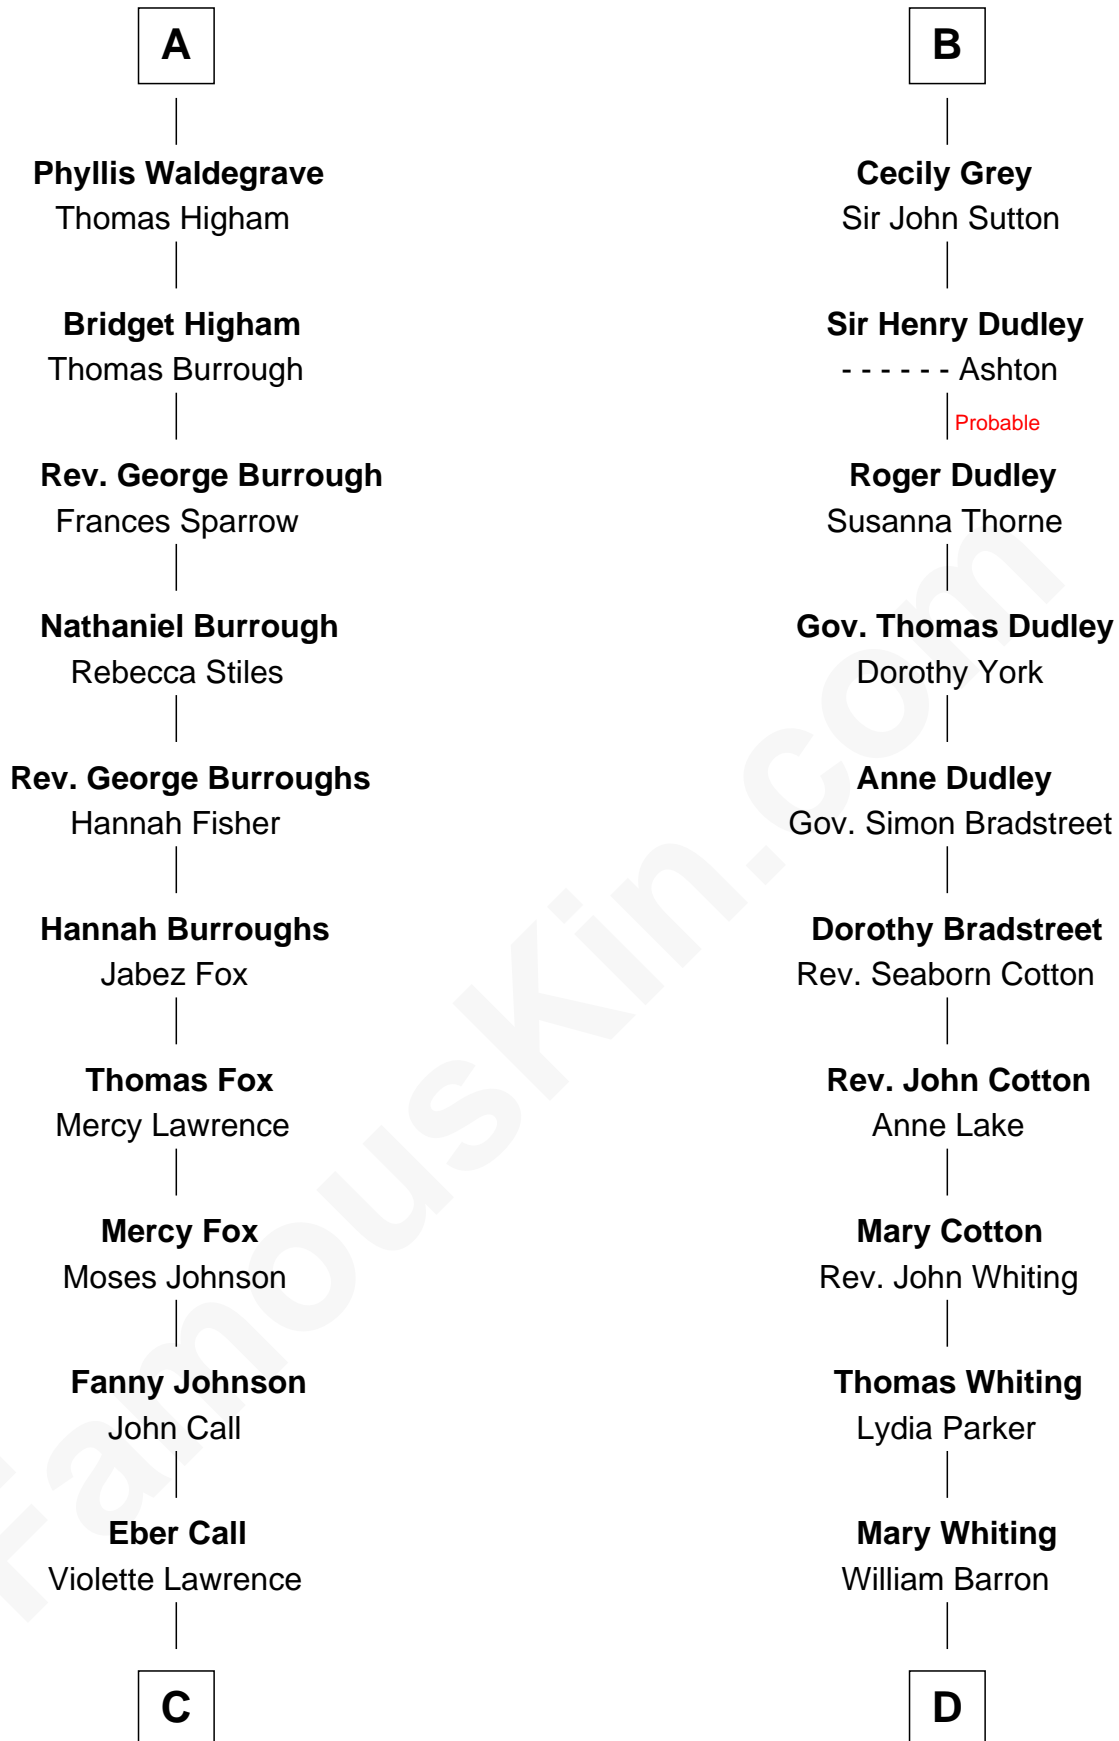 A
Phyllis Waldegrave
Thomas Higham
Bridget Higham
Thomas Burrough
Rev. George Burrough
Frances Sparrow
Nathaniel Burrough
Rebecca Stiles
Rev. George Burroughs
Hannah Fisher
Hannah Burroughs
Jabez Fox
Thomas Fox
Mercy Lawrence
Mercy Fox
Moses Johnson
Fanny Johnson
John Call
Eber Call
Violette Lawrence
C
B
Cecily Grey
Sir John Sutton
Sir Henry Dudley
- - - - - - Ashton
Probable
Roger Dudley
Susanna Thorne
Gov. Thomas Dudley
Dorothy York
Anne Dudley
Gov. Simon Bradstreet
Dorothy Bradstreet
Rev. Seaborn Cotton
Rev. John Cotton
Anne Lake
Mary Cotton
Rev. John Whiting
Thomas Whiting
Lydia Parker
Mary Whiting
William Barron
D
FamousKin.com